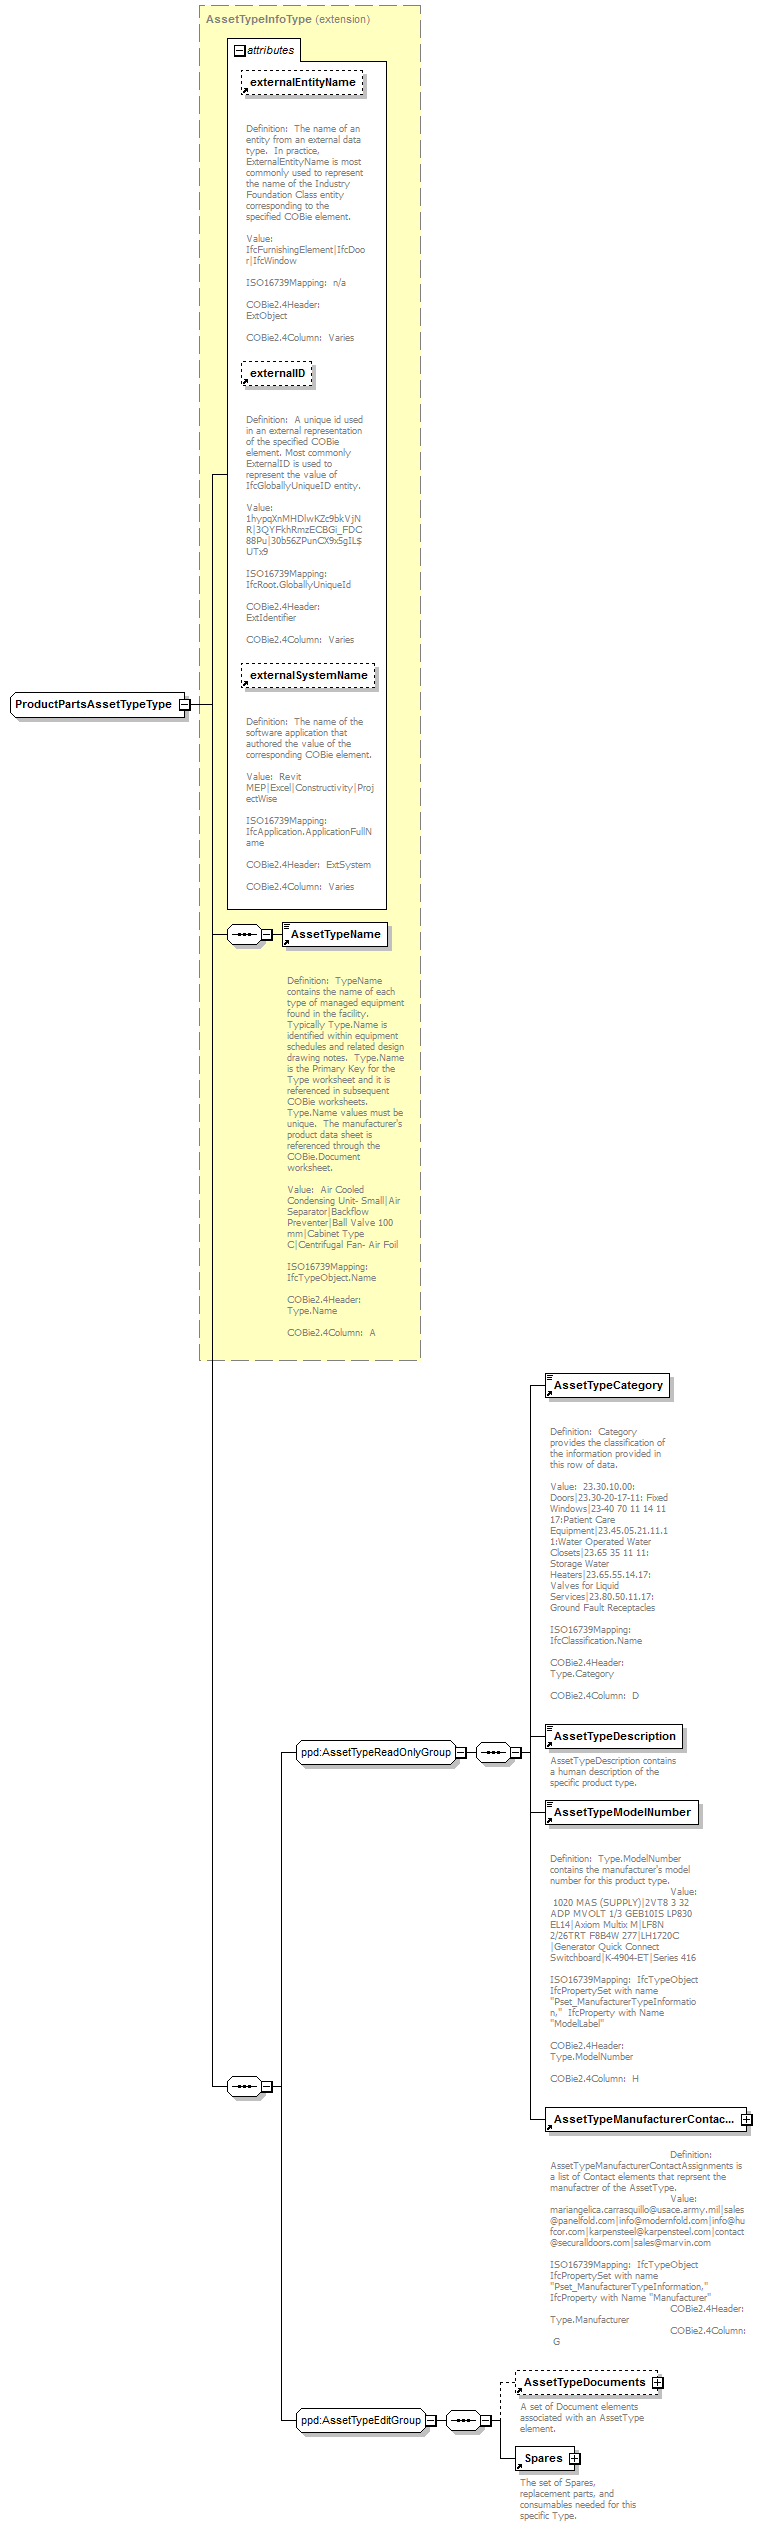 AssetTypeInfoType (extension)
attributes
externalEntityName
Definition:  The name of an
entity from an external data
type.  In practice,
ExternalEntityName is most
commonly used to represent
the name of the Industry
Foundation Class entity
corresponding to the
specified COBie element.
Value:
IfcFurnishingElement|IfcDoo
r|IfcWindow
ISO16739Mapping:  n/a
COBie2.4Header:
ExtObject
COBie2.4Column:  Varies
externalID
Definition:  A unique id used
in an external representation
of the specified COBie
element. Most commonly
ExternalID is used to
represent the value of
IfcGloballyUniqueID entity.
Value:
1hypqXnMHDlwKZc9bkVjN
R|3QYFkhRmzECBGi_FDC
88Pu|30b56ZPunCX9xSgIL$
UTx9
ISO16739Mapping:
IfcRoot.GloballyUniqueId
COBie2.4Header:
ExtIdentifier
COBie2.4Column:  Varies
externalSystemName
Definition:  The name of the
software application that
authored the value of the
corresponding COBie element.
Value:  Revit
MEP|Excel|Constructivity|Proj
ectWise
ISO16739Mapping:
IfcApplication.ApplicationFullN
ame
COBie2.4Header:  ExtSystem
COBie2.4Column:  Varies
ProductPartsAssetTypeType
AssetTypeName
Definition:  TypeName
contains the name of each
type of managed equipment
found in the facility.
Typically Type.Name is
identified within equipment
schedules and related design
drawing notes.  Type.Name
is the Primary Key for the
Type worksheet and it is
referenced in subsequent
COBie worksheets.
Type.Name values must be
unique.  The manufacturer's
product data sheet is
referenced through the
COBie.Document
worksheet.
Value:  Air Cooled
Condensing Unit- Small|Air
Separator|Backflow
Preventer|Ball Valve 100
mm|Cabinet Type
C|Centrifugal Fan- Air Foil
ISO16739Mapping:
IfcTypeObject.Name
COBie2.4Header:
Type.Name
COBie2.4Column:  A
AssetTypeCategory
Definition:  Category
provides the classification of
the information provided in
this row of data.
Value:  23.30.10.00:
Doors|23.30-20-17-11: Fixed
Windows|23-40 70 11 14 11
17:Patient Care
Equipment|23.45.05.21.11.1
1:Water Operated Water
Closets|23.65 35 11 11:
Storage Water
Heaters|23.65.55.14.17:
Valves for Liquid
Services|23.80.50.11.17:
Ground Fault Receptacles
ISO16739Mapping:
IfcClassification.Name
COBie2.4Header:
Type.Category
COBie2.4Column:  D
ppd:AssetTypeReadOnlyGroup
AssetTypeDescription
AssetTypeDescription contains
a human description of the
specific product type.
AssetTypeModelNumber
Definition:  Type.ModelNumber
contains the manufacturer's model
number for this product type.
Value:
1020 MAS (SUPPLY)|2VT8 3 32
ADP MVOLT 1/3 GEB10IS LP830
EL14|Axiom Multix M|LF8N
2/26TRT F8B4W 277|LH1720C
|Generator Quick Connect
Switchboard|K-4904-ET|Series 416
ISO16739Mapping:  IfcTypeObject
IfcPropertySet with name
"Pset_ManufacturerTypeInformatio
n,"  IfcProperty with Name
"ModelLabel"
COBie2.4Header:
Type.ModelNumber
COBie2.4Column:  H
AssetTypeManufacturerContac...
Definition:
AssetTypeManufacturerContactAssignments is
a list of Contact elements that reprsent the
manufactrer of the AssetType.
Value:
mariangelica.carrasquillo@usace.army.mil|sales
@panelfold.com|info@modernfold.com|info@hu
fcor.com|karpensteel@karpensteel.com|contact
@securalldoors.com|sales@marvin.com
ISO16739Mapping:  IfcTypeObject
IfcPropertySet with name
"Pset_ManufacturerTypeInformation,"
IfcProperty with Name "Manufacturer"
COBie2.4Header:
Type.Manufacturer
COBie2.4Column:
G
AssetTypeDocuments
A set of Document elements
associated with an AssetType
element.
ppd:AssetTypeEditGroup
Spares
The set of Spares,
replacement parts, and
consumables needed for this
specific Type.